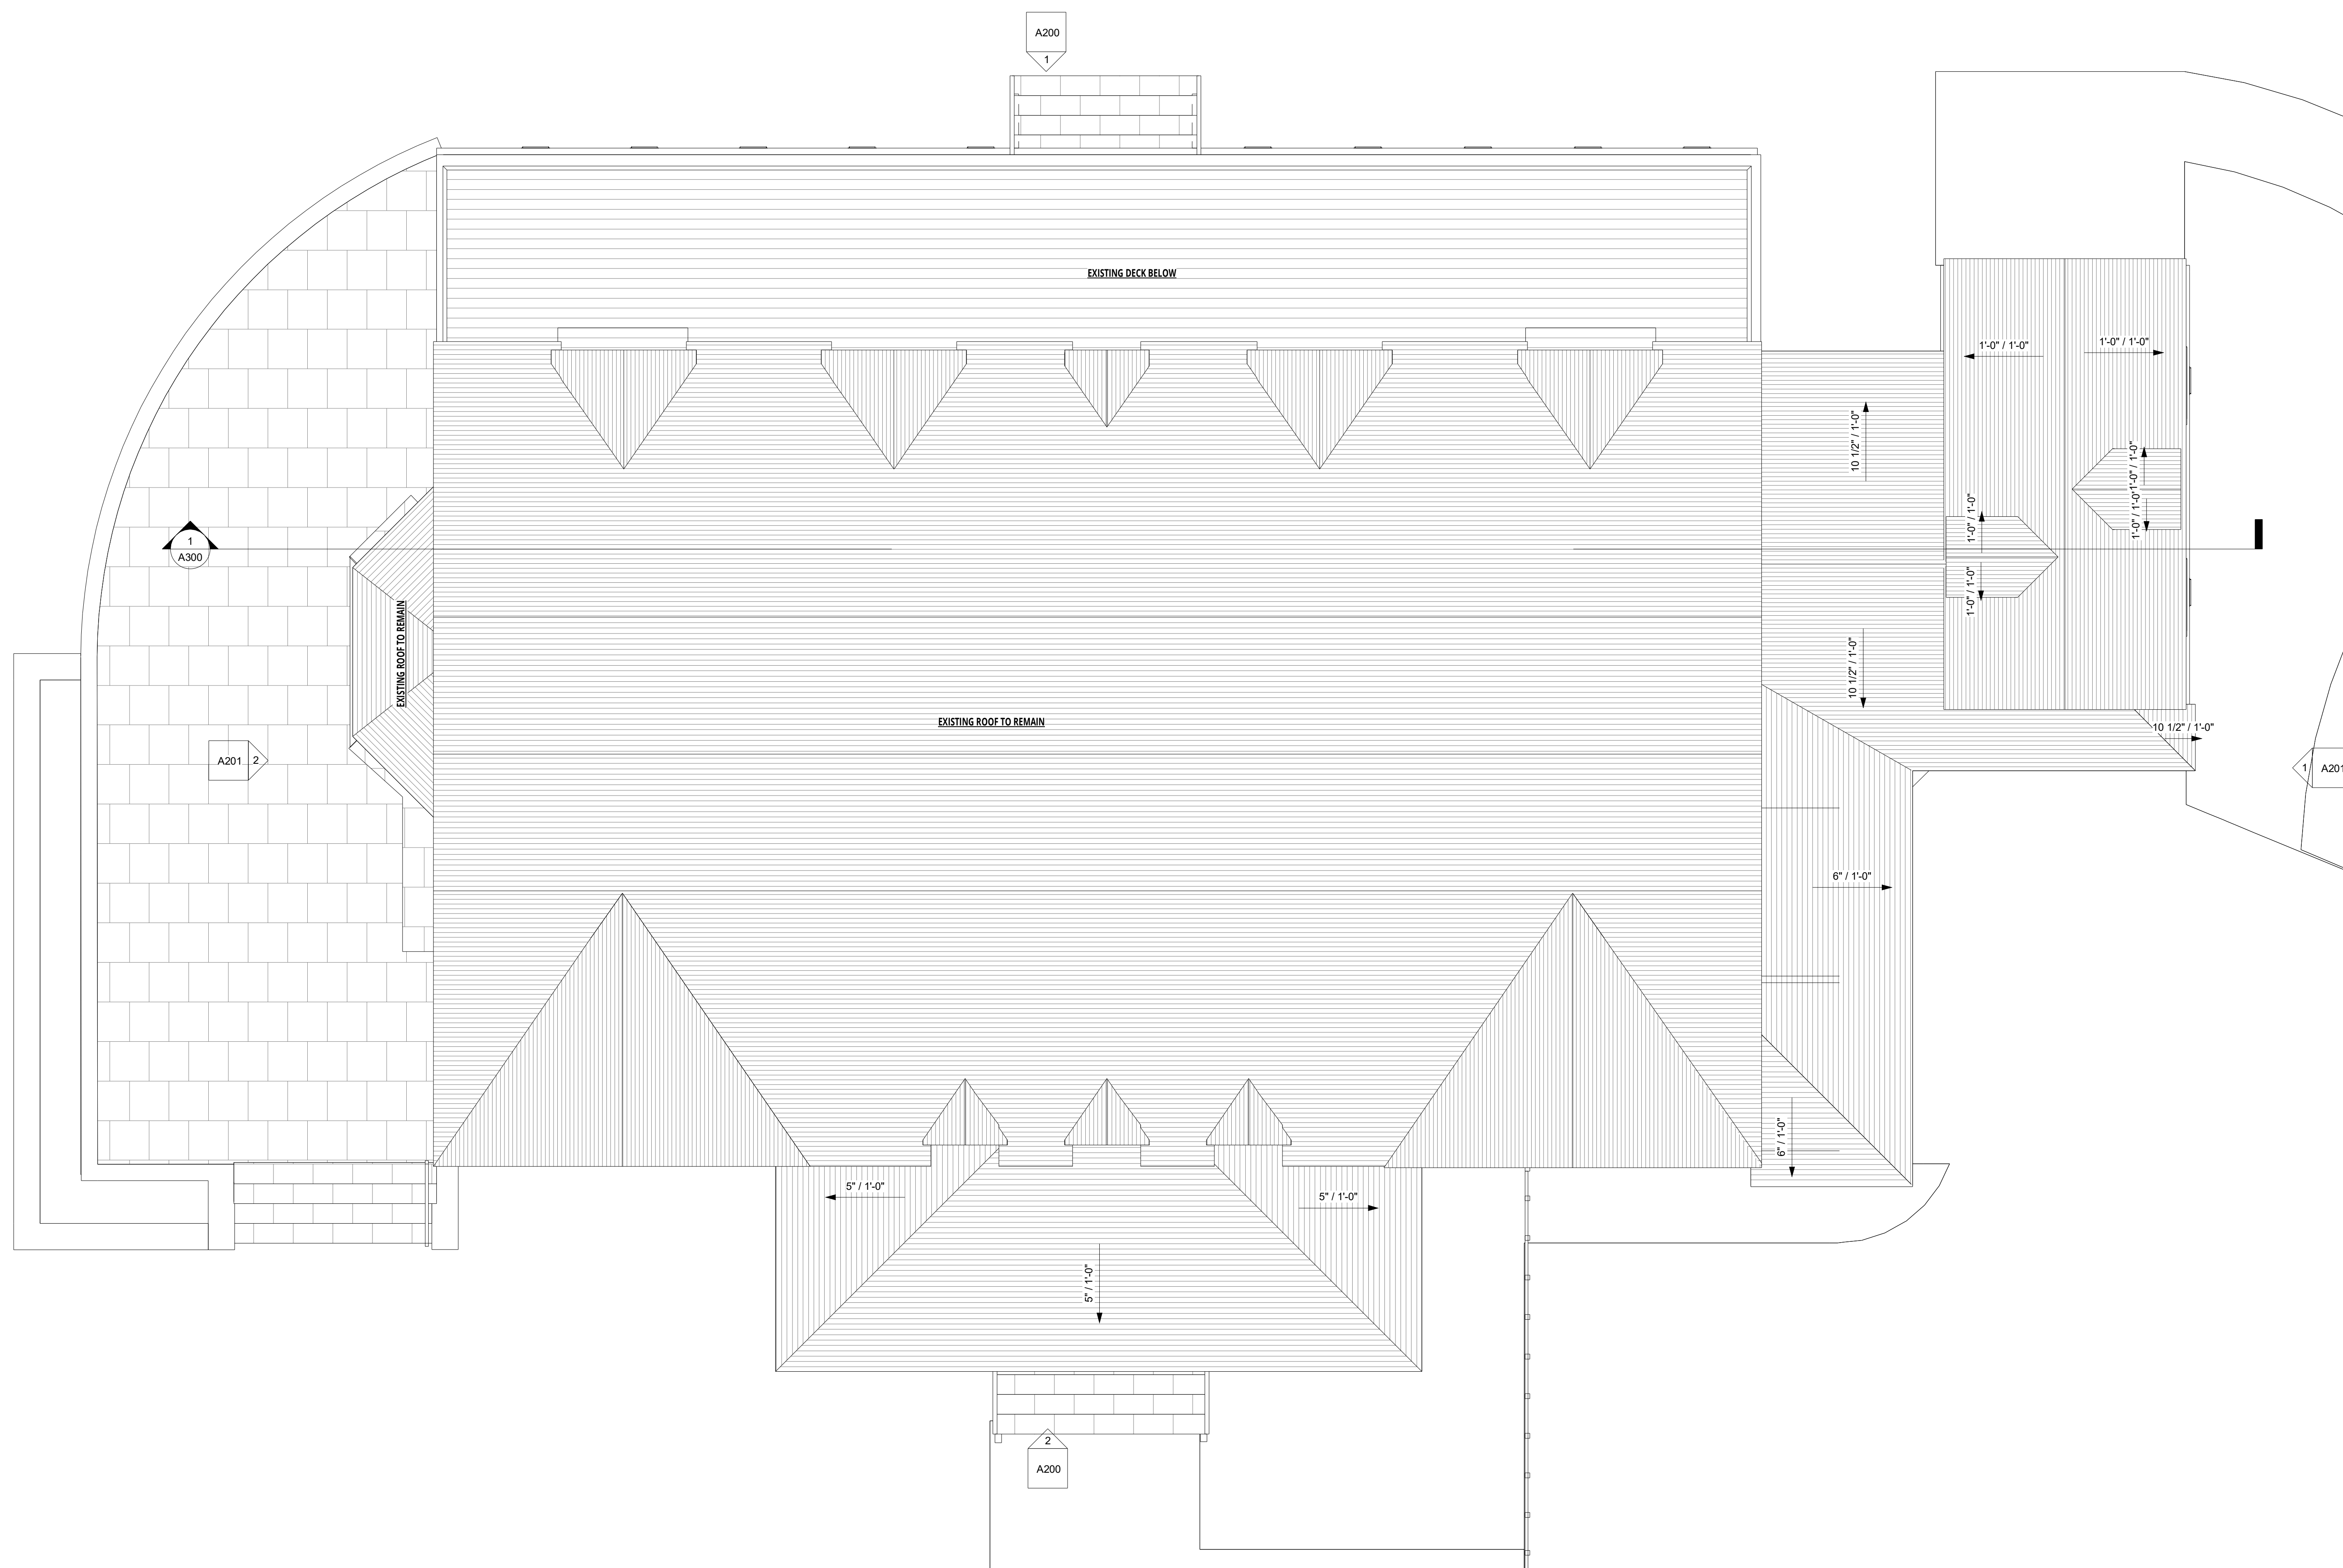 A200
1
EXISTING DECK BELOW
1'-0" / 1'-0"
1'-0" / 1'-0"
10 1/2" / 1'-0"
1'-0" / 1'-0"
1'-0" / 1'-0"
1'-0" / 1'-0"
1'-0" / 1'-0"
1
A300
EXISTING ROOF TO REMAIN
10 1/2" / 1'-0"
EXISTING ROOF TO REMAIN
10 1/2" / 1'-0"
A201
2
1
A201
6" / 1'-0"
6" / 1'-0"
5" / 1'-0"
5" / 1'-0"
5" / 1'-0"
2
A200